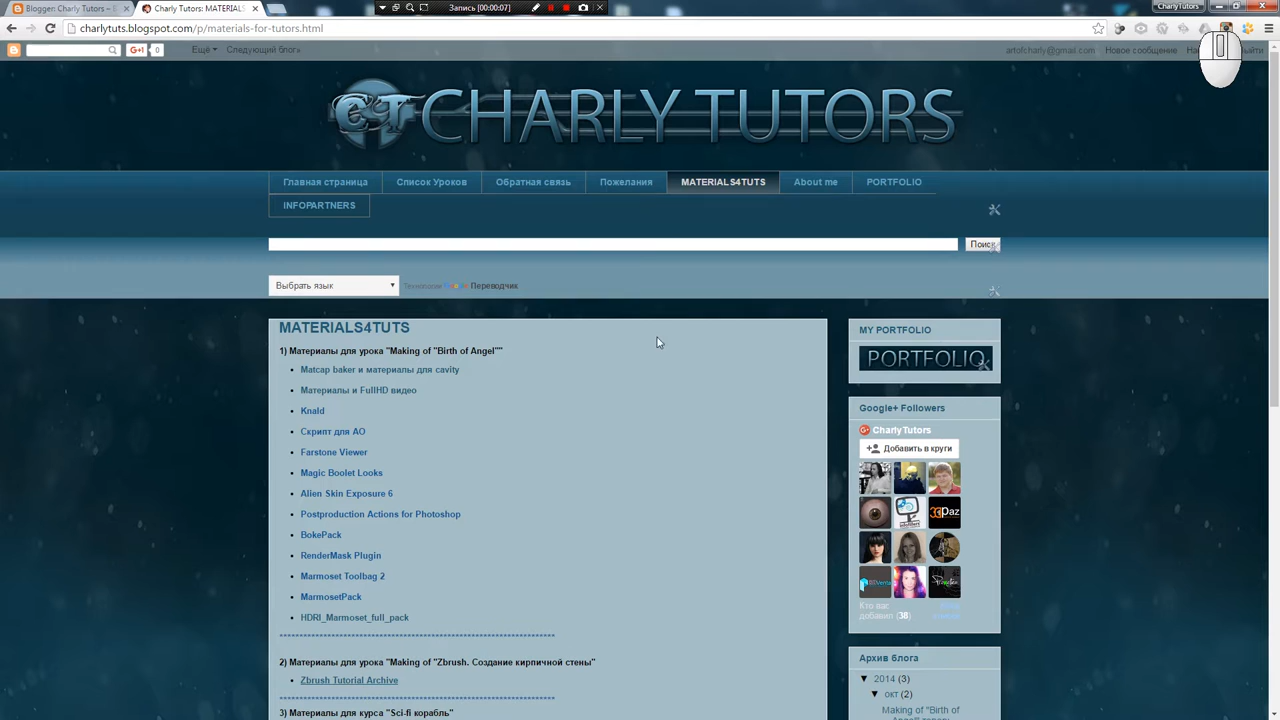 Blogger: Charly Tutors -
Charly Tutors: MATERIALS
Запись [00:00:07]
CharlyTutors
charlytuts.blogspot.com/p/materials-for-tutors.html
G+1 0
Ещё
Следующий блог»
artofcharly@gmail.com
Новое сообщение
CT CHARLY TUTORS
Главная страница
Список Уроков
Обратная связь
Пожелания
MATERIALS4TUTS
About me
PORTFOLIO
INFOPARTNERS
Поиск
Выбрать язык
Технологии
Переводчик
MATERIALS4TUTS
1) Материалы для урока "Making of "Birth of Angel""
Matcap baker и материалы для cavity
Материалы и FullHD видео
Knald
Скрипт для АО
Farstone Viewer
Magic Boolet Looks
Alien Skin Exposure 6
Postproduction Actions for Photoshop
BokePack
RenderMask Plugin
Marmoset Toolbag 2
MarmosetPack
HDRI_Marmoset_full_pack
2) Материалы для урока "Making of "Zbrush. Создание кирпичной стены"
Zbrush Tutorial Archive
3) Материалы для курса "Sci-fi корабль"
MY PORTFOLIO
PORTFOLIO
Google+ Followers
CharlyTutors
Добавить в круги
Кто вас
добавил (38)
Архив блога
▼ 2014 (3)
▼ окт (2)
Making of "Birth of